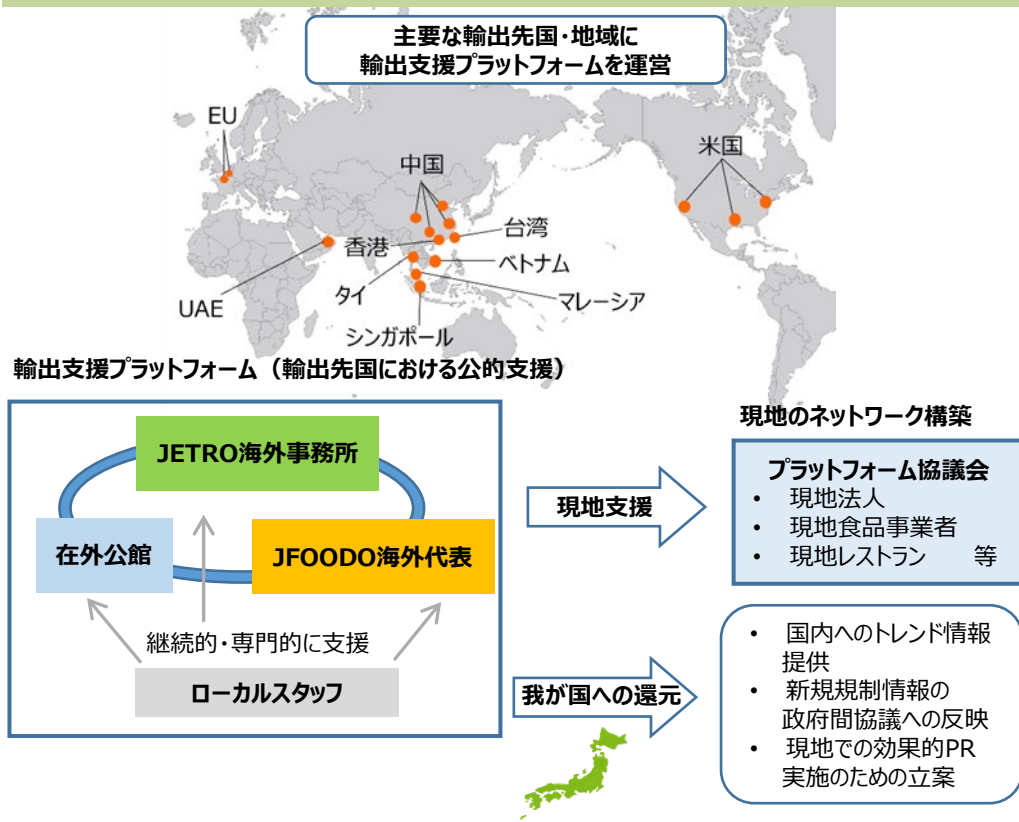 主要な輸出先国・地域に
輸出支援プラットフォームを運営
EU
中国
米国
香港
台湾
ベトナム
タイ
マレーシア
UAE
シンガポール
輸出支援プラットフォーム（輸出先国における公的支援）
JETRO海外事務所
在外公館
JFOODO海外代表
継続的・専門的に支援
ローカルスタッフ
現地支援
我が国への還元
現地のネットワーク構築
プラットフォーム協議会
• 現地法人
• 現地食品事業者
• 現地レストラン　等
• 国内へのトレンド情報
提供
• 新規規制情報の
政府間協議への反映
• 現地での効果的PR
実施のための立案